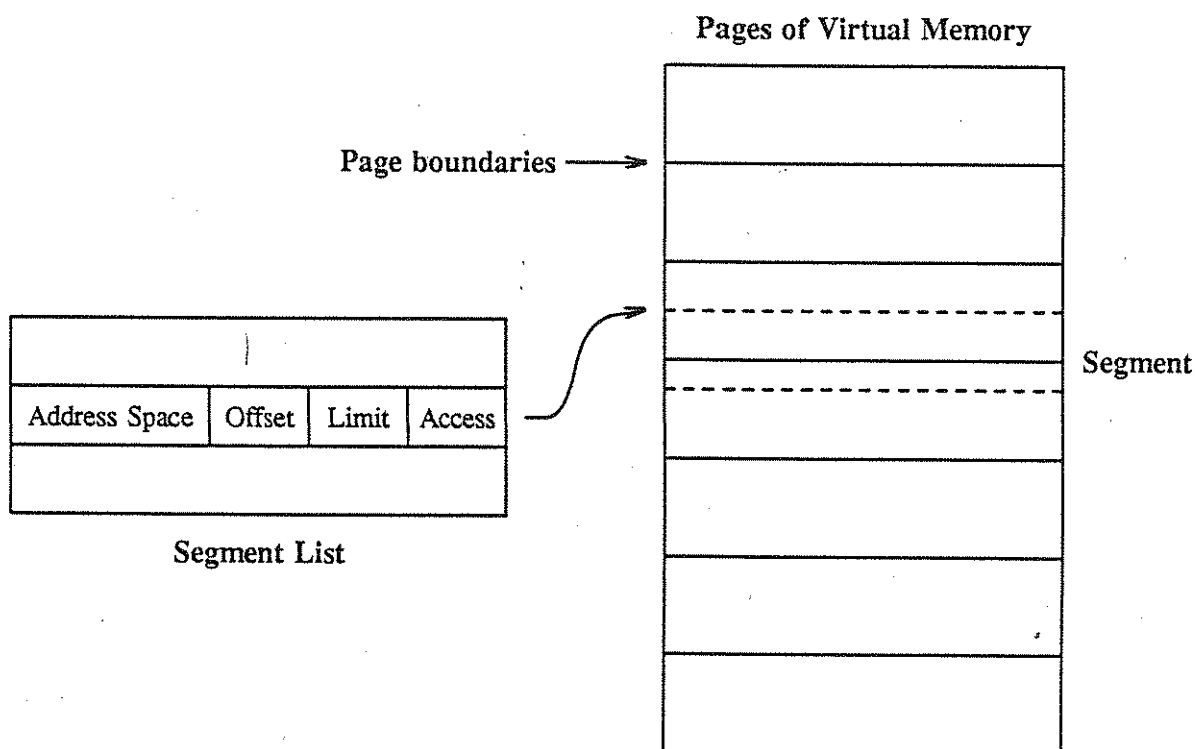 Pages of Virtual Memory
Page boundaries
Segment
Address Space Offset Limit Access
Segment List